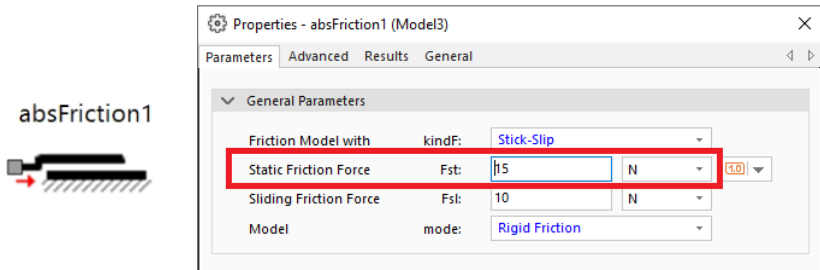 Properties - absFriction1 (Model3)
Parameters Advanced Results General
absFriction1
General Parameters
Friction Model with kindF: Stick-Slip
Static Friction Force Fst: 15 N 1.0
Sliding Friction Force Fsl: 10 N
Model mode: Rigid Friction